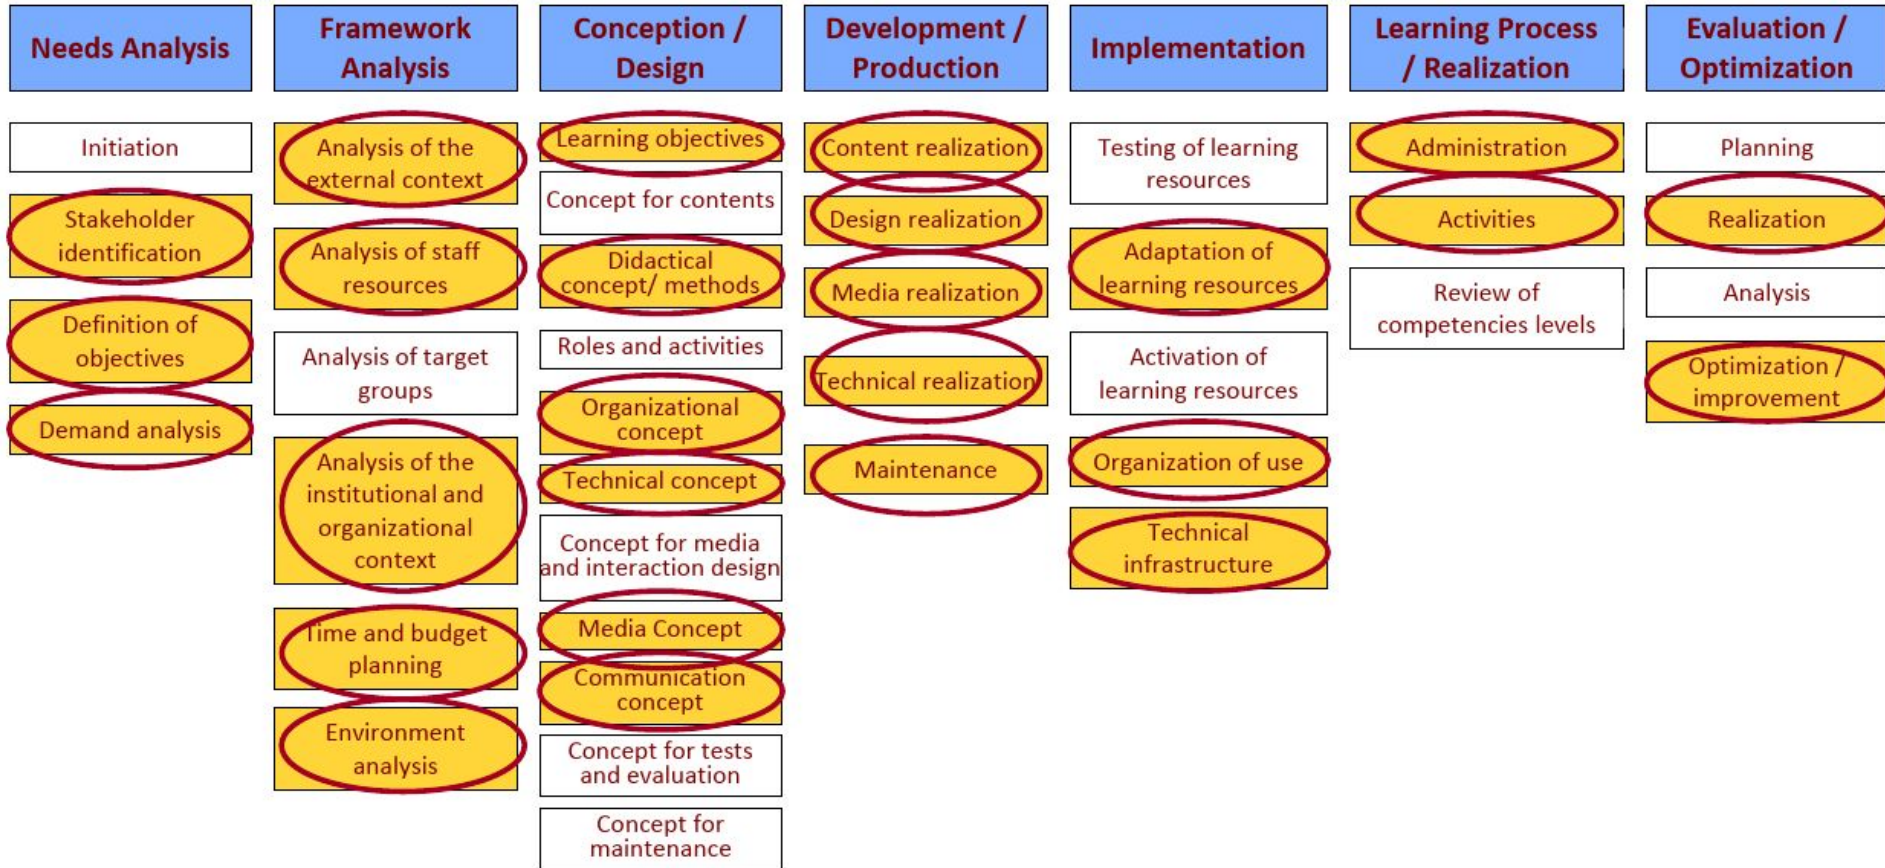 Needs Analysis
Initiation
Stakeholder
identification
Definition of
objectives
Demand analysis
Framework
Analysis
Analysis of the
external context
Analysis of staff
resources
Analysis of target
groups
Analysis of the
institutional and
organizational
context
Time and budget
planning
Environment
analysis
Conception /
Design
Learning objectives
Concept for contents
Didactical
concept/ methods
Roles and activities
Organizational
concept
Technical concept
Concept for media
and interaction design
Media Concept
Communication
concept
Concept for tests
and evaluation
Concept for
maintenance
Development /
Production
Content realization
Design realization
Media realization
Technical realization
Maintenance
Implementation
Testing of learning
resources
Adaptation of
learning resources
Activation of
learning resources
Organization of use
Technical
infrastructure
Learning Process
/ Realization
Administration
Activities
Review of
competencies levels
Evaluation /
Optimization
Planning
Realization
Analysis
Optimization /
improvement